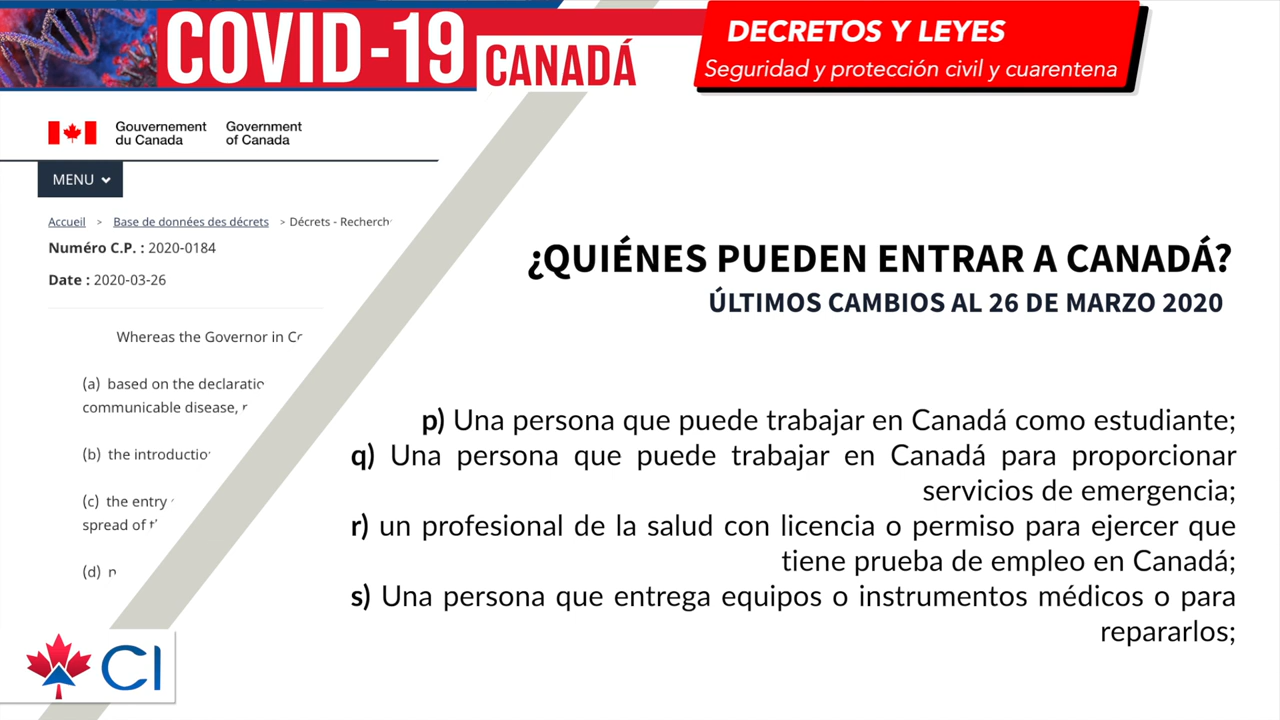 COVID-19 CANADÁ
DECRETOS Y LEYES
Seguridad y protección civil y cuarentena
Gouvernement du Canada
Government of Canada
MENU
Accueil > Base de données des décrets > Décrets - Recherch
Numéro C.P. : 2020-0184
Date : 2020-03-26
Whereas the Governor in
(a) based on the declaratio
communicable disease,
(b) the introductio
(c) the entry
spread of
(d)
¿QUIÉNES PUEDEN ENTRAR A CANADÁ?
ÚLTIMOS CAMBIOS AL 26 DE MARZO 2020
p) Una persona que puede trabajar en Canadá como estudiante;
q) Una persona que puede trabajar en Canadá para proporcionar
servicios de emergencia;
r) un profesional de la salud con licencia o permiso para ejercer que
tiene prueba de empleo en Canadá;
s) Una persona que entrega equipos o instrumentos médicos o para
repararlos;
CI